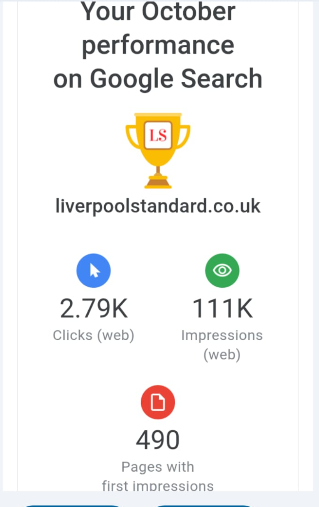 Your October
performance
on Google Search
LS
liverpoolstandard.co.uk
2.79K
Clicks (web)
111K
Impressions
(web)
490
Pages with
first impressions